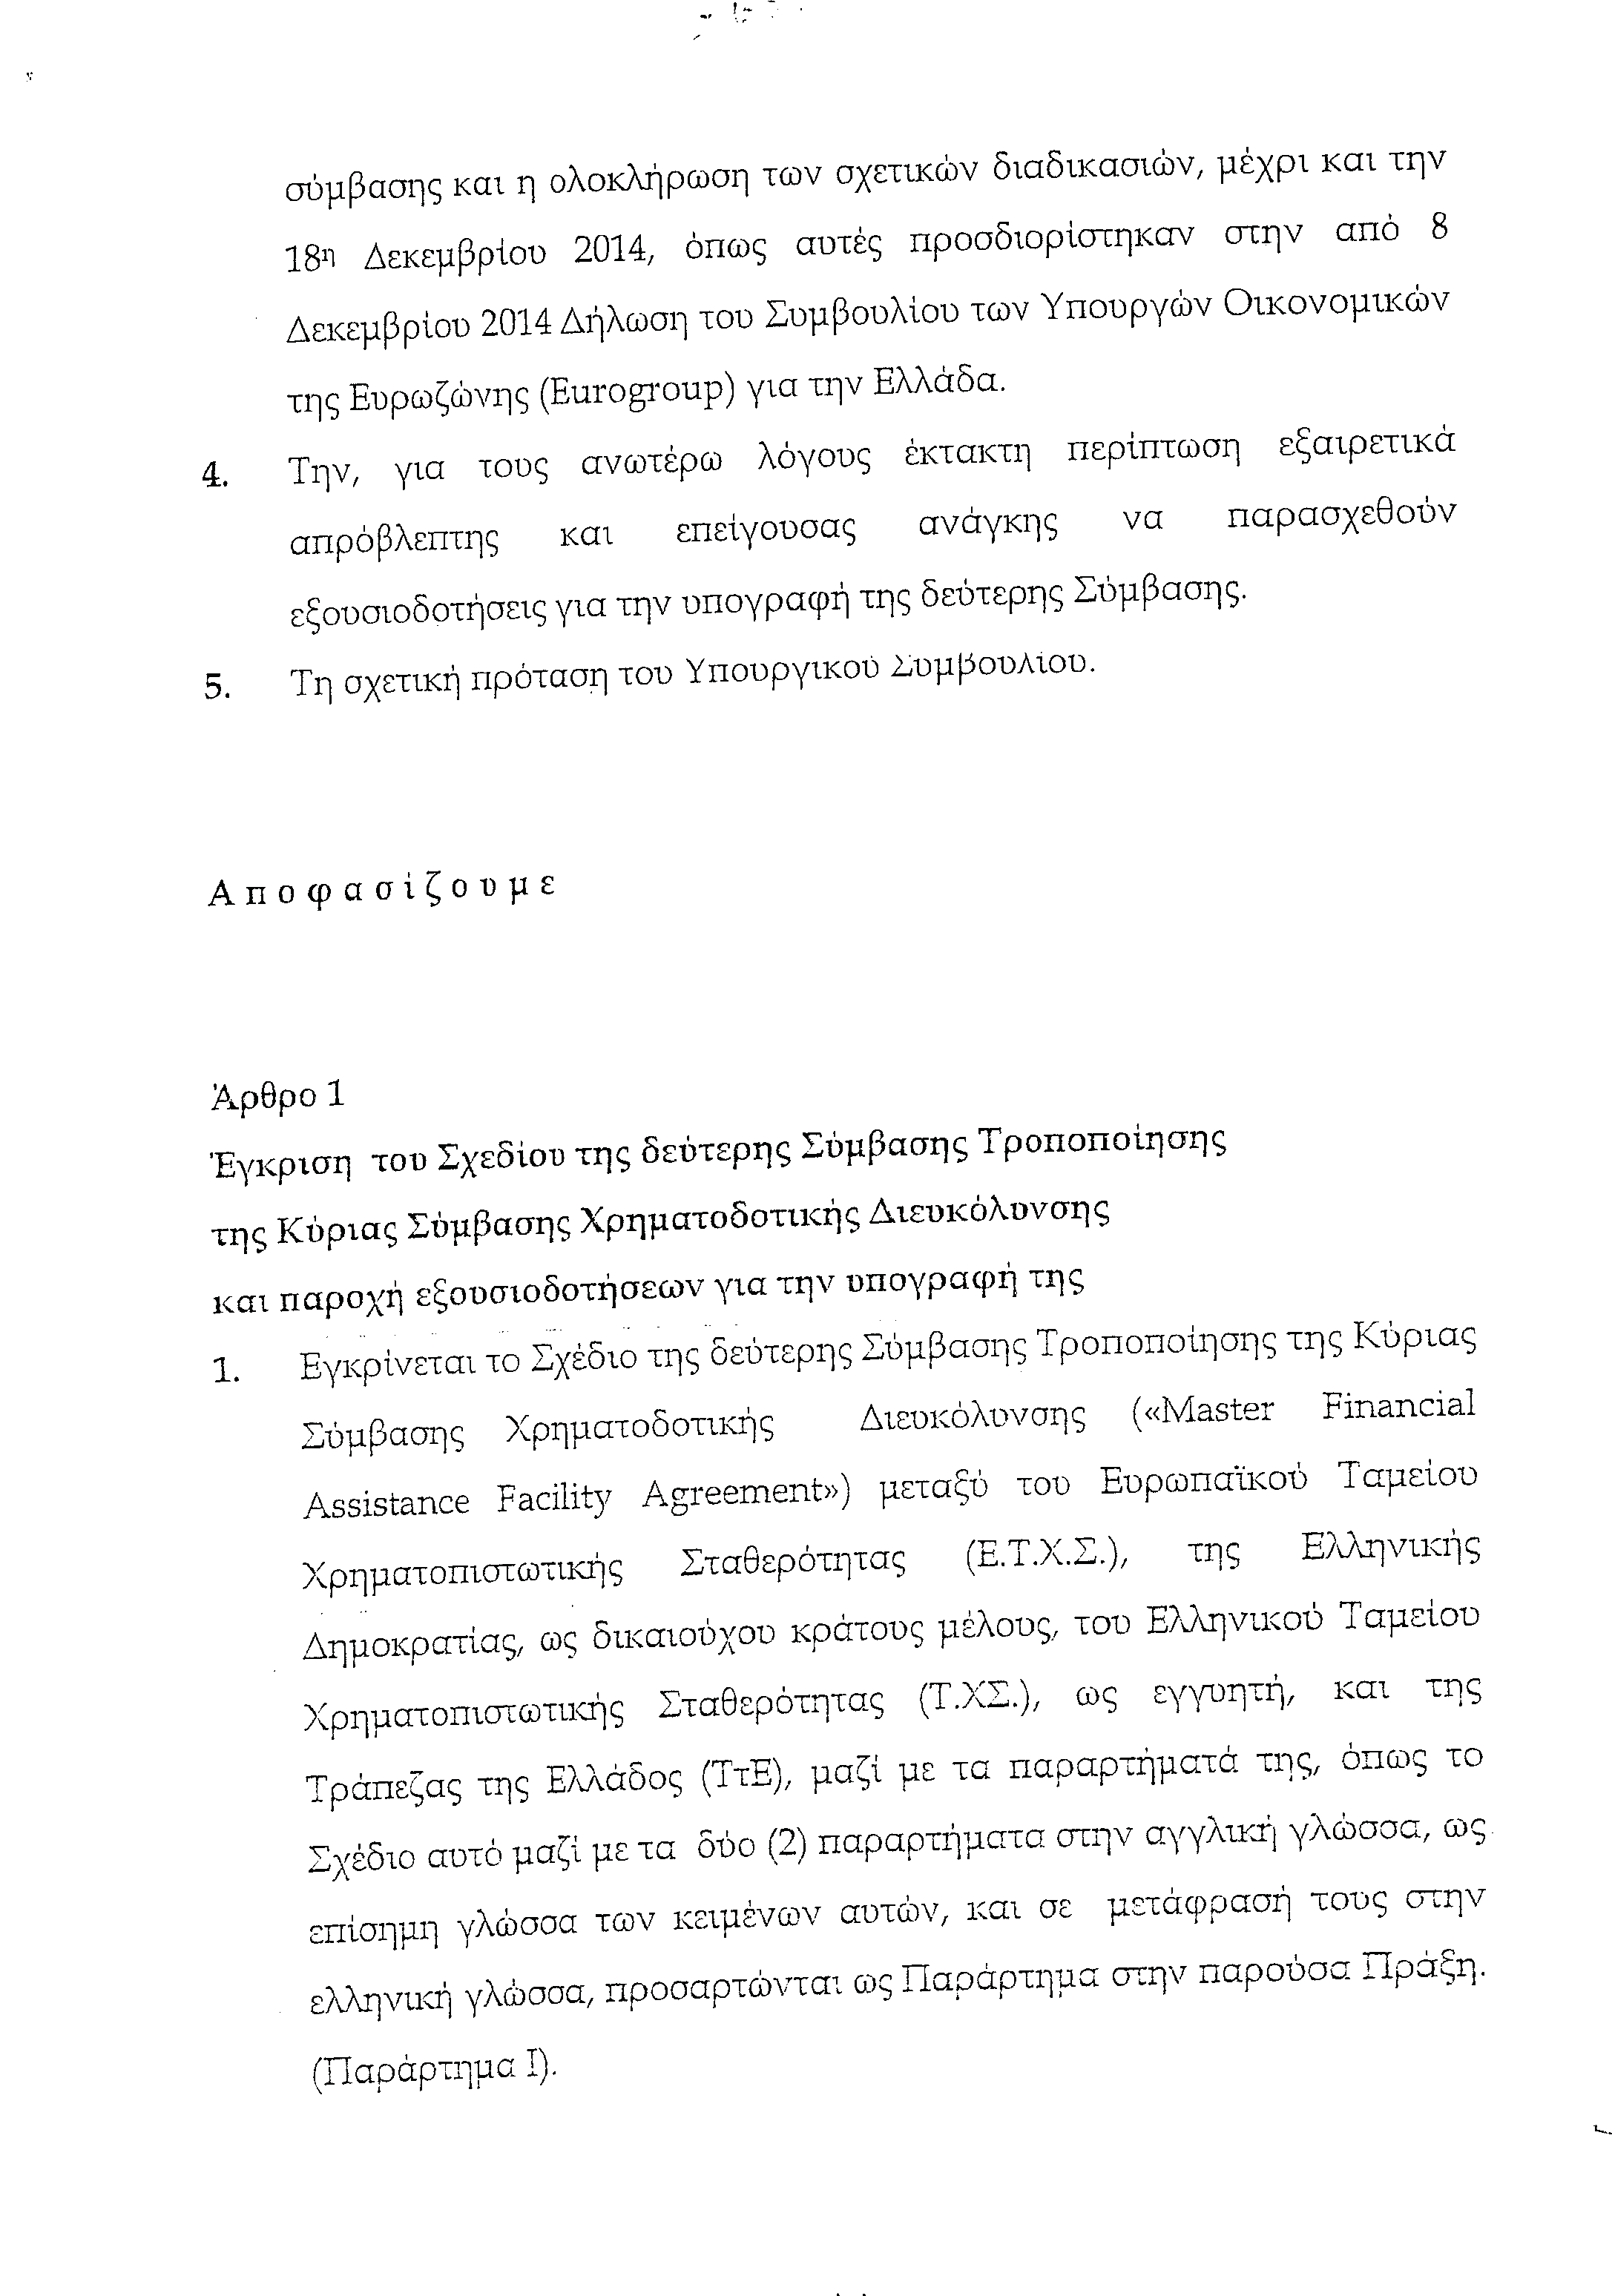 σύμβασης και η ολοκλήρωση των σχετικών διαδικασιών, μέχρι και την
18η Δεκεμβρίου 2014, όπως αυτές προσδιορίστηκαν στην από 8
Δεκεμβρίου 2014 Δήλωση του Συμβουλίου των Υπουργών Οικονομικών
της Ευρωζώνης (Eurogroup) για την Ελλάδα.
4. Την, για τους ανωτέρω λόγους έκτακτη περίπτωση εξαιρετικά
απρόβλεπτης και επείγουσας ανάγκης να παρασχεθούν
εξουσιοδοτήσεις για την υπογραφή της δεύτερης Σύμβασης.
5. Τη σχετική πρόταση του Υπουργικού Συμβουλίου.
Α π ο φ α σ ί ζ ο υ μ ε
Άρθρο 1
Έγκριση του Σχεδίου της δεύτερης Σύμβασης Τροποποίησης
της Κύριας Σύμβασης Χρηματοδοτικής Διευκόλυνσης
και παροχή εξουσιοδοτήσεων για την υπογραφή της
1. Εγκρίνεται το Σχέδιο της δεύτερης Σύμβασης Τροποποίησης της Κύριας
Σύμβασης Χρηματοδοτικής Διευκόλυνσης («Master Financial
Assistance Facility Agreement») μεταξύ του Ευρωπαϊκού Ταμείου
Χρηματοπιστωτικής Σταθερότητας (Ε.Τ.Χ.Σ.), της Ελληνικής
Δημοκρατίας, ως δικαιούχου κράτους μέλους, του Ελληνικού Ταμείου
Χρηματοπιστωτικής Σταθερότητας (Τ.ΧΣ.), ως εγγυητή, και της
Τράπεζας της Ελλάδος (ΤτΕ), μαζί με τα παραρτήματά της, όπως το
Σχέδιο αυτό μαζί με τα δύο (2) παραρτήματα στην αγγλική γλώσσα, ως
επίσημη γλώσσα των κειμένων αυτών, και σε μετάφρασή τους στην
ελληνική γλώσσα, προσαρτώνται ως Παράρτημα στην παρούσα Πράξη.
(Παράρτημα Ι).